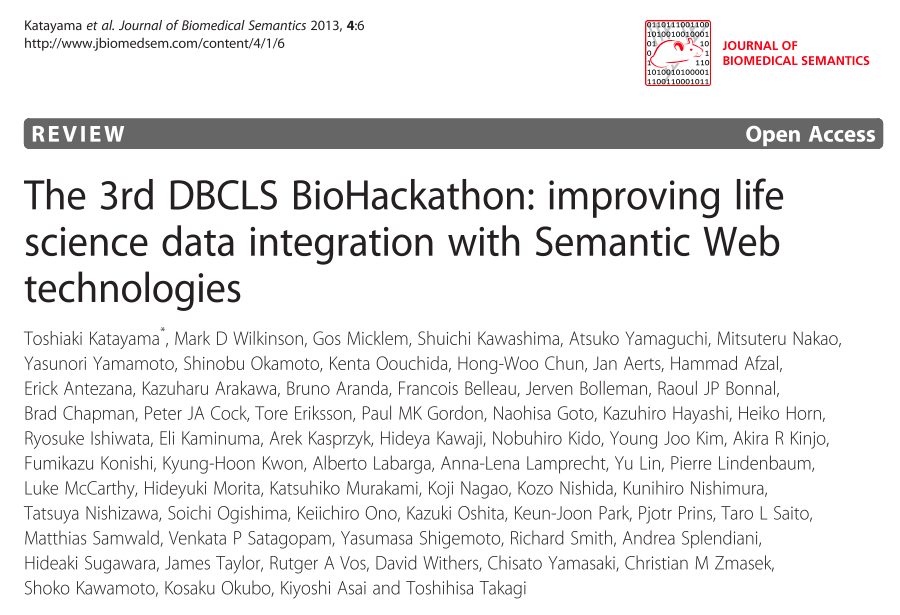 Katayama et al. Journal of Biomedical Semantics 2013, 4:6
http://www.jbiomedsem.com/content/4/1/6
JOURNAL OF
BIOMEDICAL SEMANTICS
REVIEW Open Access
The 3rd DBCLS BioHackathon: improving life
science data integration with Semantic Web
technologies
Toshiaki Katayama*, Mark D Wilkinson, Gos Micklem, Shuichi Kawashima, Atsuko Yamaguchi, Mitsuteru Nakao,
Yasunori Yamamoto, Shinobu Okamoto, Kenta Oouchida, Hong-Woo Chun, Jan Aerts, Hammad Afzal,
Erick Antezana, Kazuharu Arakawa, Bruno Aranda, Francois Belleau, Jerven Bolleman, Raoul JP Bonnal,
Brad Chapman, Peter JA Cock, Tore Eriksson, Paul MK Gordon, Naohisa Goto, Kazuhiro Hayashi, Heiko Horn,
Ryosuke Ishiwata, Eli Kaminuma, Arek Kasprzyk, Hideya Kawaji, Nobuhiro Kido, Young Joo Kim, Akira R Kinjo,
Fumikazu Konishi, Kyung-Hoon Kwon, Alberto Labarga, Anna-Lena Lamprecht, Yu Lin, Pierre Lindenbaum,
Luke McCarthy, Hideyuki Morita, Katsuhiko Murakami, Koji Nagao, Kozo Nishida, Kunihiro Nishimura,
Tatsuya Nishizawa, Soichi Ogishima, Keiichiro Ono, Kazuki Oshita, Keun-Joon Park, Pjotr Prins, Taro L Saito,
Matthias Samwald, Venkata P Satagopam, Yasumasa Shigemoto, Richard Smith, Andrea Splendiani,
Hideaki Sugawara, James Taylor, Rutger A Vos, David Withers, Chisato Yamasaki, Christian M Zmasek,
Shoko Kawamoto, Kosaku Okubo, Kiyoshi Asai and Toshihisa Takagi